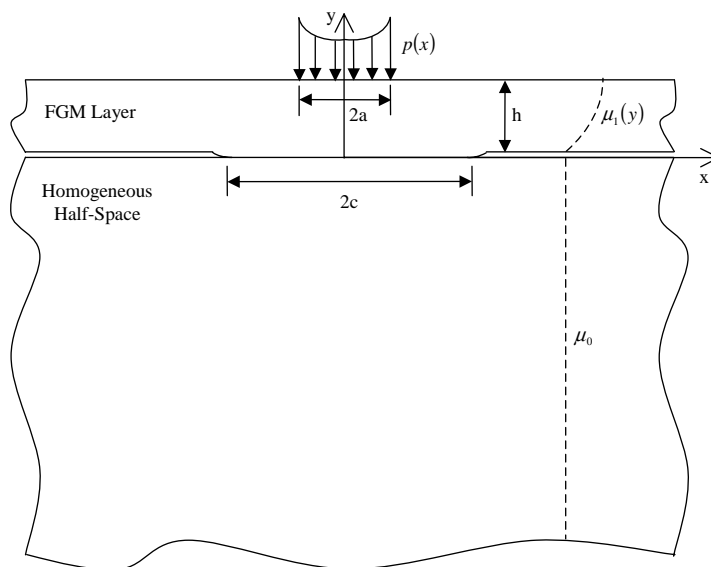 y
p(x)
FGM Layer
2a
h
μ₁(y)
x
Homogeneous
Half-Space
2c
μ₀